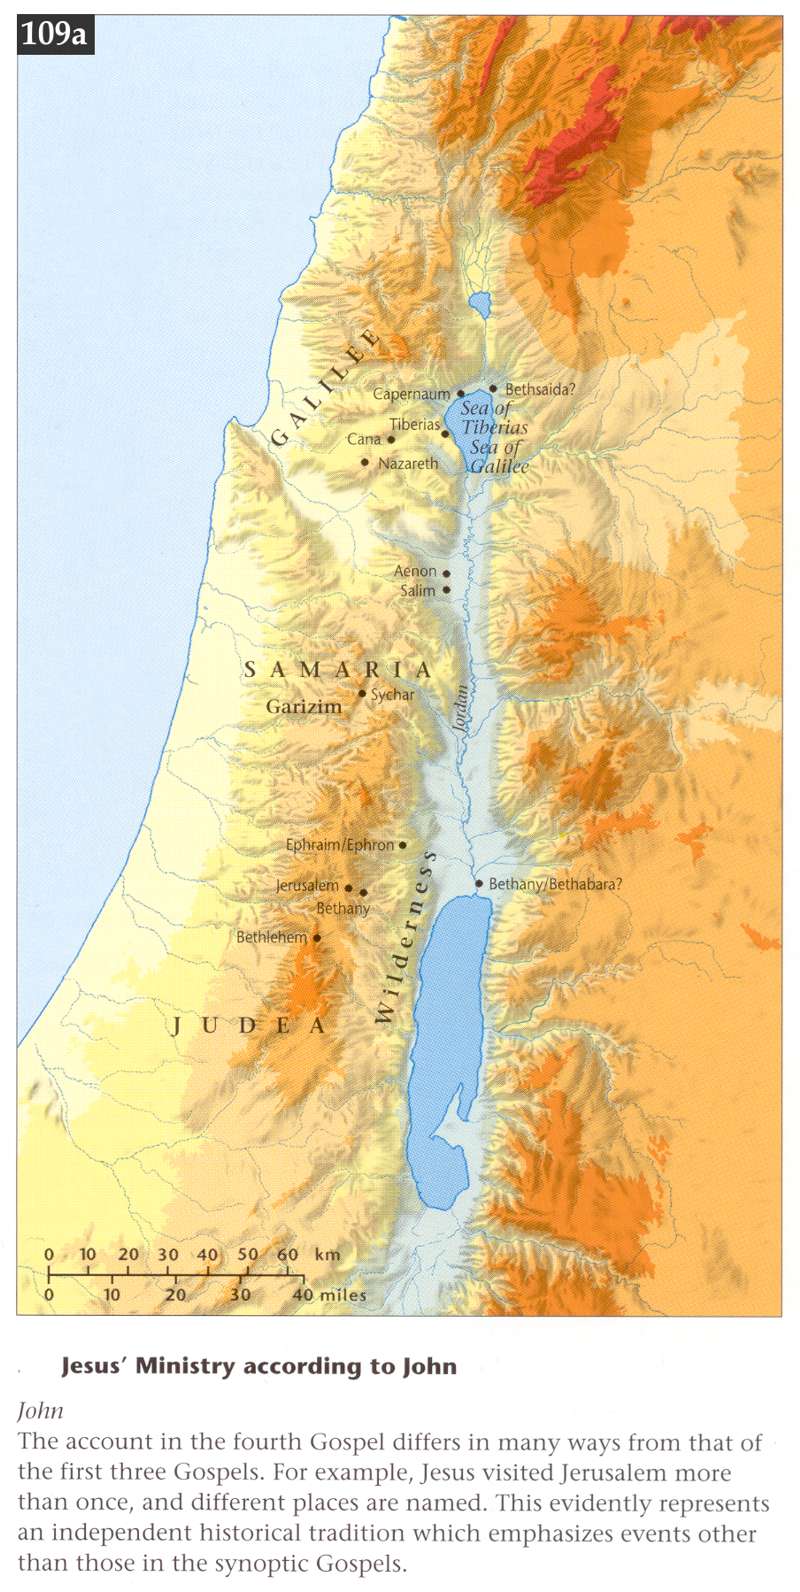 109a
GALILEE
Capernaum
Bethsaida?
Sea of
Tiberias
Tiberias
Cana
Sea of
Galilee
Nazareth
Aenon
Salim
SAMARIA
Sychar
Garizim
Jordan
Ephraim/Ephron
Wilderness
Jerusalem
Bethany/Bethabara?
Bethany
Bethlehem
JUDEA
0 10 20 30 40 50 60 km
0 10 20 30 40 miles
Jesus' Ministry according to John
John
The account in the fourth Gospel differs in many ways from that of
the first three Gospels. For example, Jesus visited Jerusalem more
than once, and different places are named. This evidently represents
an independent historical tradition which emphasizes events other
than those in the synoptic Gospels.